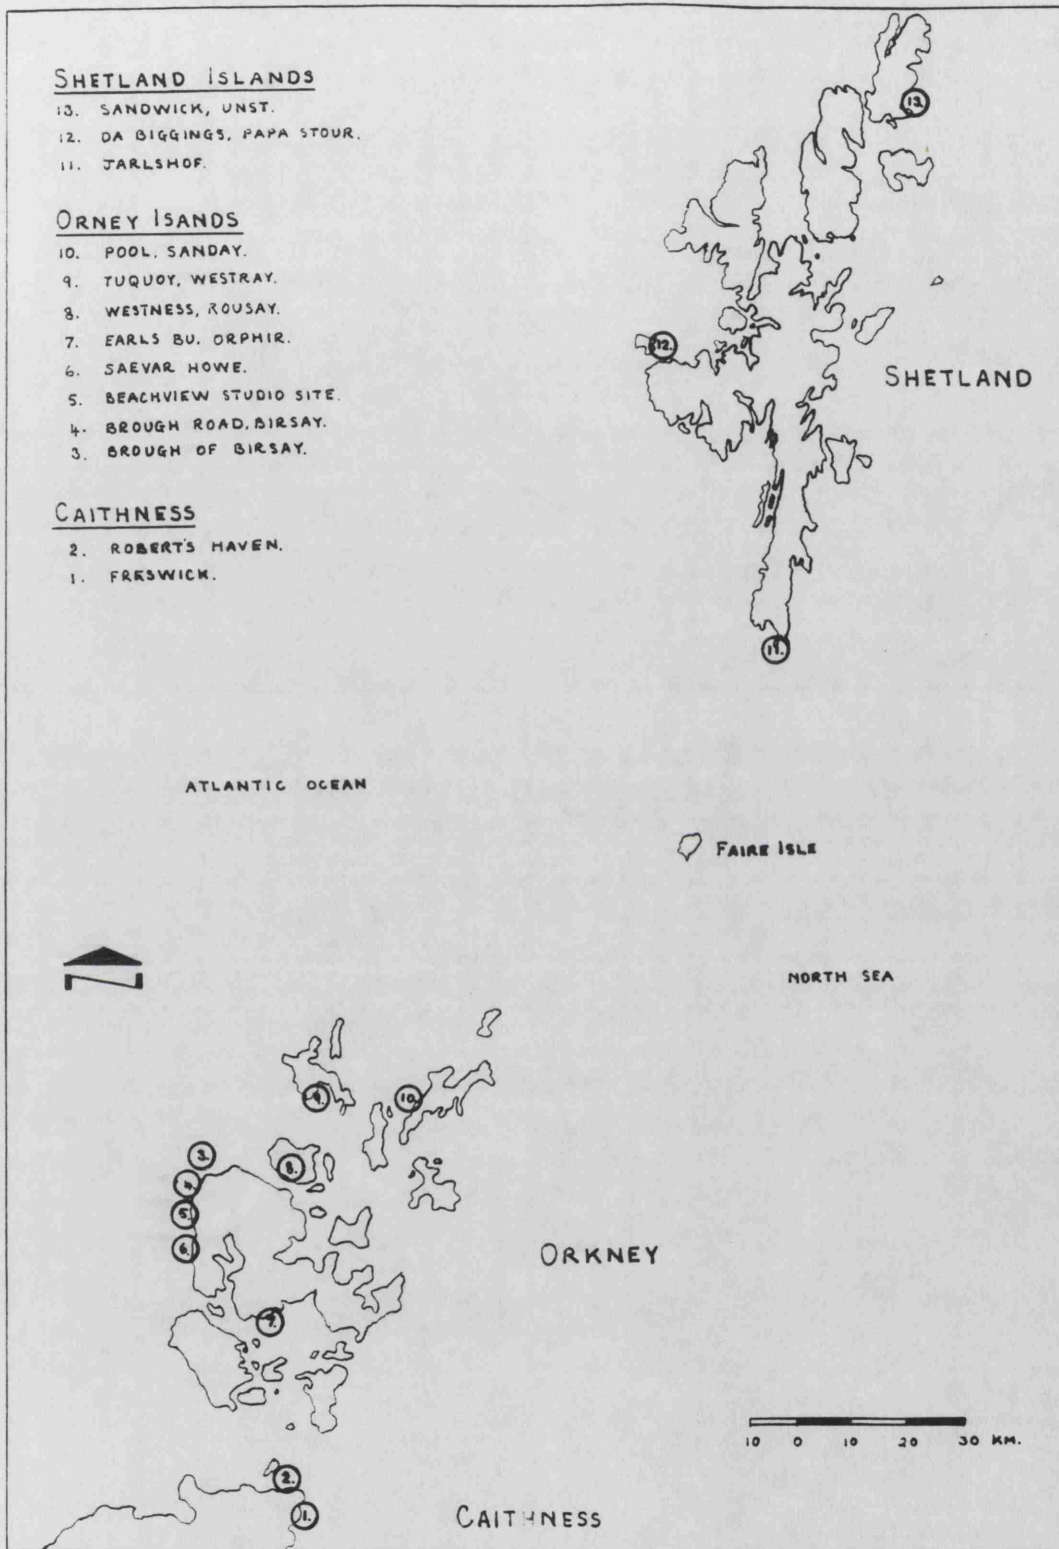 SHETLAND ISLANDS
13. SANDWICK, UNST.
12. DA BIGGINGS, PAPA STOUR.
11. JARLSHOF.
ORNEY ISANDS
10. POOL, SANDAY.
9. TUQUOY, WESTRAY.
8. WESTNESS, ROUSAY.
7. EARLS BU. ORPHIR.
6. SAEVAR HOWE.
5. BEACHVIEW STUDIO SITE.
4. BROUGH ROAD, BIRSAY.
3. BROUGH OF BIRSAY.
CAITHNESS
2. ROBERT'S HAVEN.
1. FRESWICK.
13.
12.
SHETLAND
11.
ATLANTIC OCEAN
FAIRE ISLE
N
NORTH SEA
9.
10.
3.
8.
4.
5.
6.
ORKNEY
7.
10 0 10 20 30 KM.
2.
1.
CAITHNESS